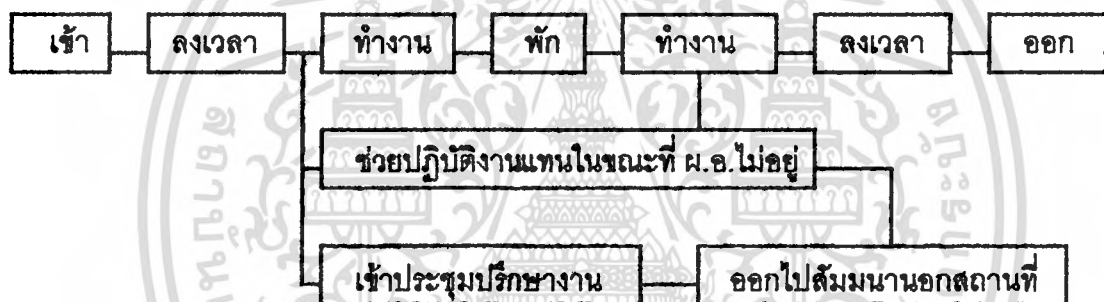 เช้า ลงเวลา ทำงาน พัก ทำงาน ลงเวลา ออก
ช่วยปฏิบัติงานแทนในขณะที่ ผ.อ.ไม่อยู่
เข้าประชุมปรึกษางาน ออกไปสัมมนานอกสถานที่